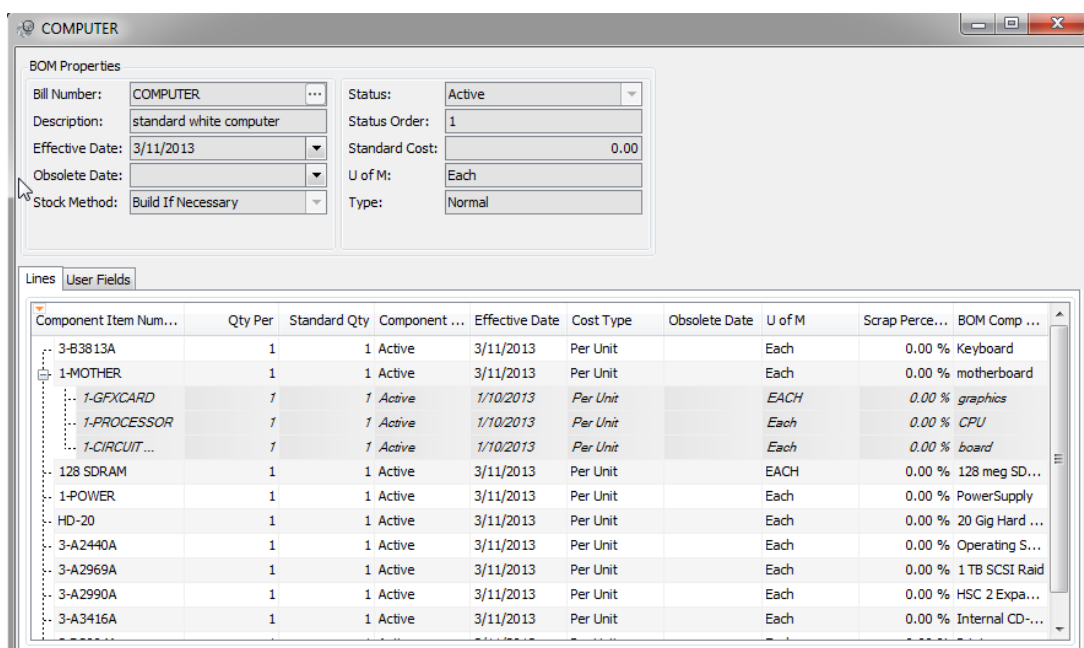 COMPUTER
BOM Properties
Bill Number: COMPUTER ... Status: Active
Description: standard white computer Status Order: 1
Effective Date: 3/11/2013 Standard Cost: 0.00
Obsolete Date: U of M: Each
Stock Method: Build If Necessary Type: Normal
Lines User Fields
Component Item Num... Qty Per Standard Qty Component ... Effective Date Cost Type Obsolete Date U of M Scrap Perce... BOM Comp ...
3-B3813A 1 1 Active 3/11/2013 Per Unit Each 0.00 % Keyboard
1-MOTHER 1 1 Active 3/11/2013 Per Unit Each 0.00 % motherboard
1-GFXCARD 1 1 Active 1/10/2013 Per Unit EACH 0.00 % graphics
1-PROCESSOR 1 1 Active 1/10/2013 Per Unit Each 0.00 % CPU
1-CIRCUIT ... 1 1 Active 1/10/2013 Per Unit Each 0.00 % board
128 SDRAM 1 1 Active 3/11/2013 Per Unit EACH 0.00 % 128 meg SD...
1-POWER 1 1 Active 3/11/2013 Per Unit Each 0.00 % PowerSupply
HD-20 1 1 Active 3/11/2013 Per Unit Each 0.00 % 20 Gig Hard ...
3-A2440A 1 1 Active 3/11/2013 Per Unit Each 0.00 % Operating S...
3-A2969A 1 1 Active 3/11/2013 Per Unit Each 0.00 % 1 TB SCSI Raid
3-A2990A 1 1 Active 3/11/2013 Per Unit Each 0.00 % HSC 2 Expa...
3-A3416A 1 1 Active 3/11/2013 Per Unit Each 0.00 % Internal CD-...